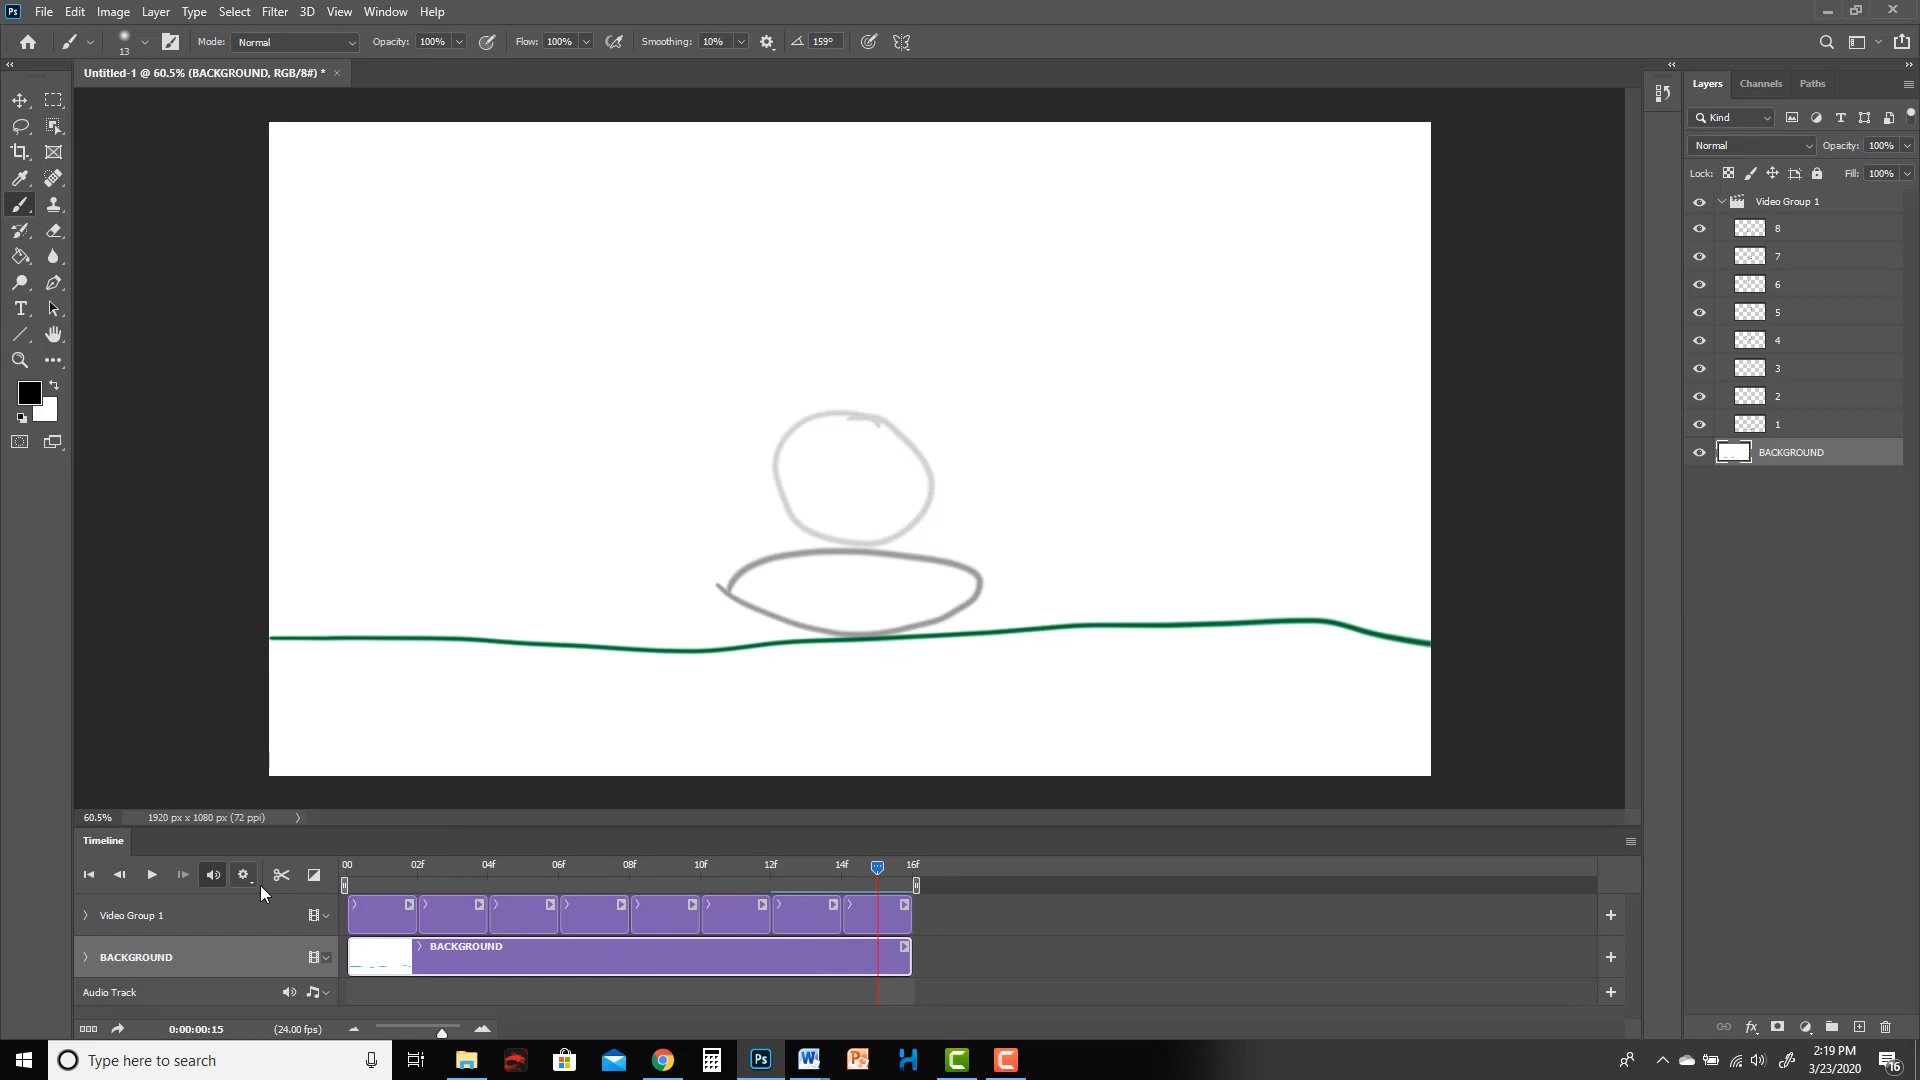 Ps File Edit Image Layer Type Select Filter 3D View Window Help
13 Mode: Normal Opacity: 100% Flow: 100% Smoothing: 10% 159°
Untitled-1 @ 60.5% (BACKGROUND, RGB/8#) * ×
Layers Channels Paths
Kind
Normal Opacity: 100%
Lock: Fill: 100%
Video Group 1
8
7
6
5
4
3
2
1
BACKGROUND
60.5% 1920 px x 1080 px (72 ppi)
Timeline
00 02f 04f 06f 08f 10f 12f 14f 16f
Video Group 1
BACKGROUND BACKGROUND
Audio Track
0:00:00:15 (24.00 fps)
Type here to search
Ps
2:19 PM
3/23/2020
16